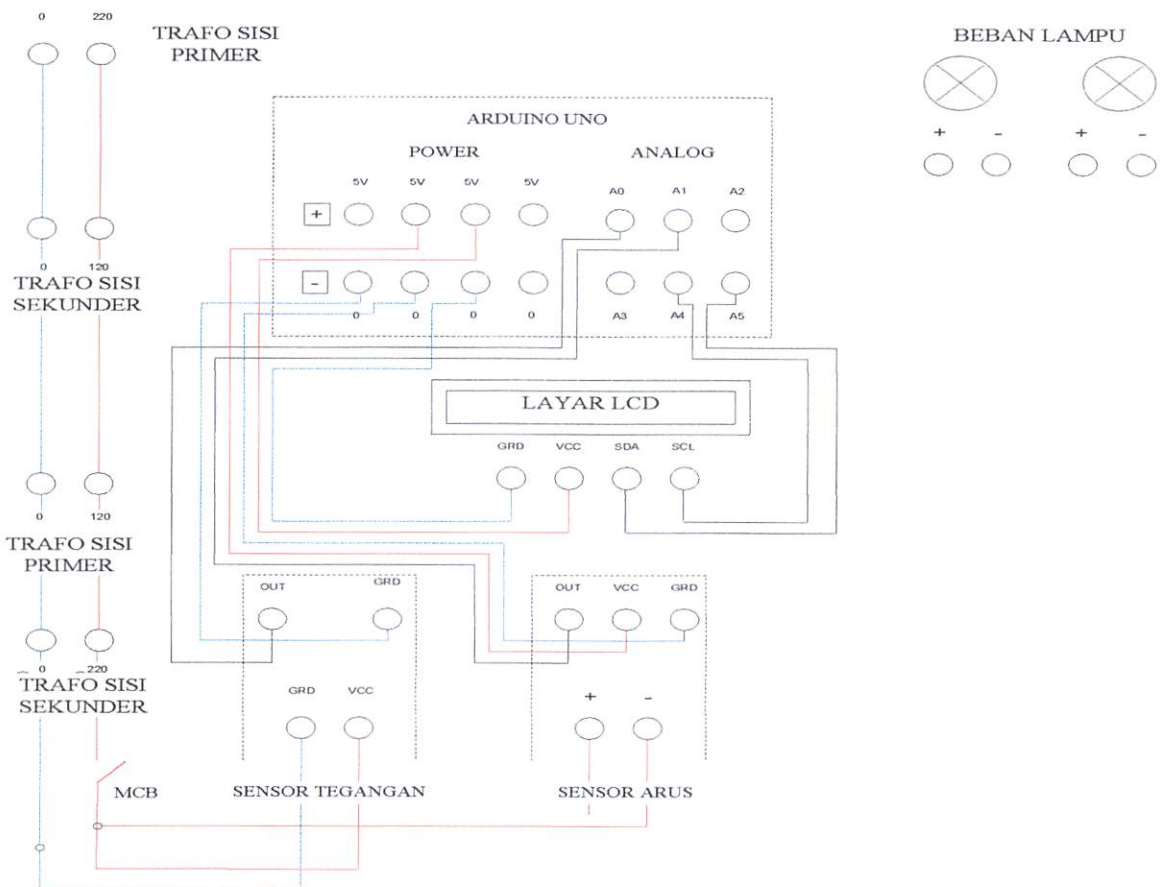 0 220
TRAFO SISI
PRIMER
BEBAN LAMPU
+ - + -
ARDUINO UNO
POWER ANALOG
5V 5V 5V 5V
A0 A1 A2
+
-
0 0 0 0
A3 A4 A5
0 120
TRAFO SISI
SEKUNDER
LAYAR LCD
GRD VCC SDA SCL
0 120
TRAFO SISI
PRIMER
OUT GRD
OUT VCC GRD
0 220
TRAFO SISI
SEKUNDER
GRD VCC
+ -
MCB
SENSOR TEGANGAN
SENSOR ARUS